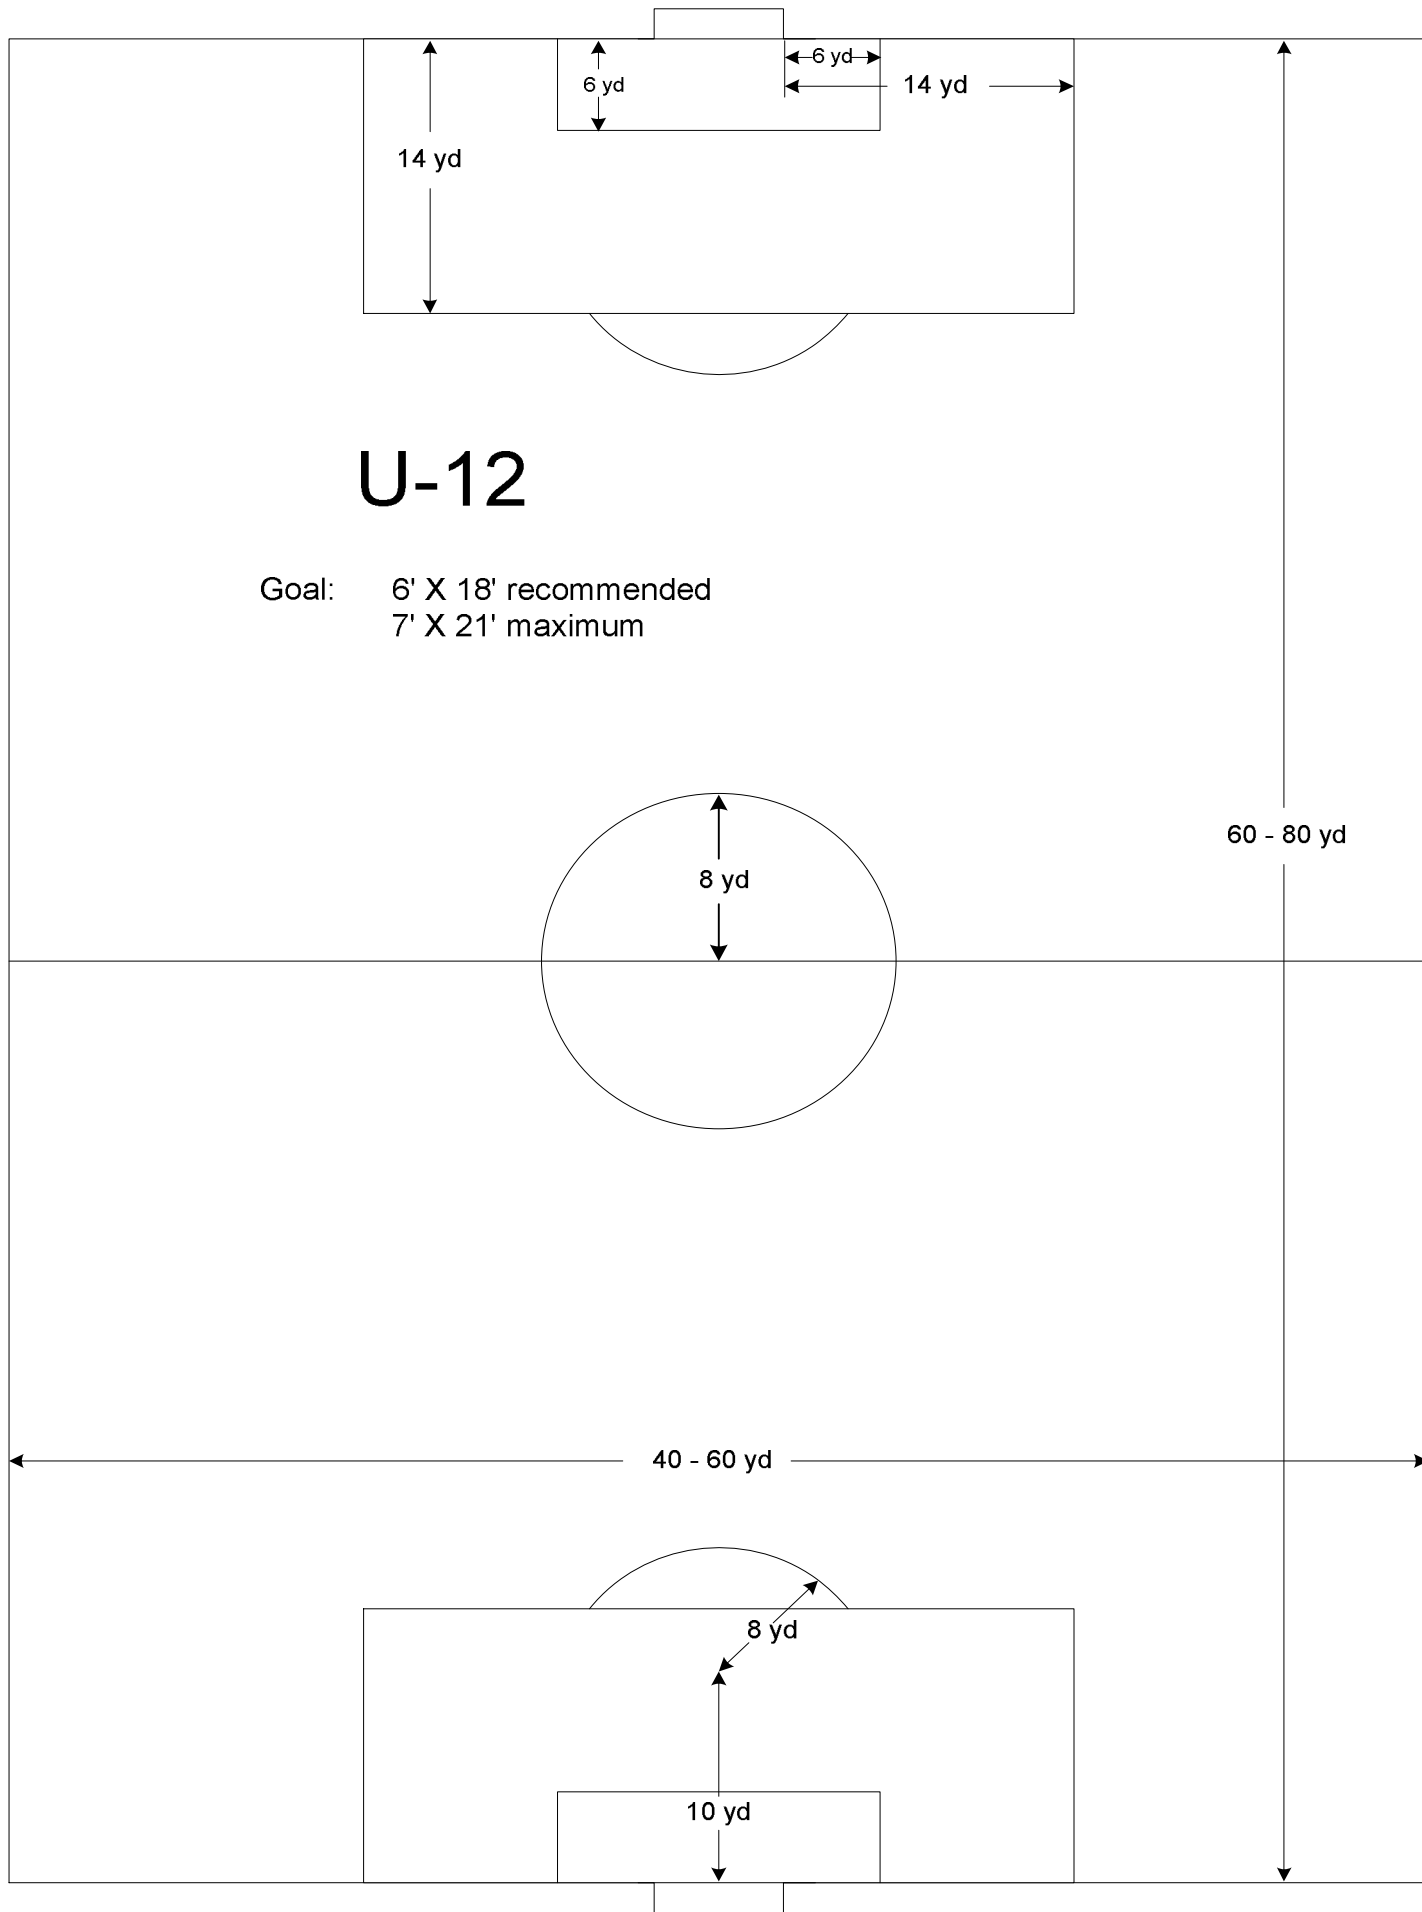 6 yd
6 yd
14 yd
14 yd
U-12
Goal: 6' X 18' recommended
7' X 21' maximum
60 - 80 yd
8 yd
40 - 60 yd
8 yd
10 yd